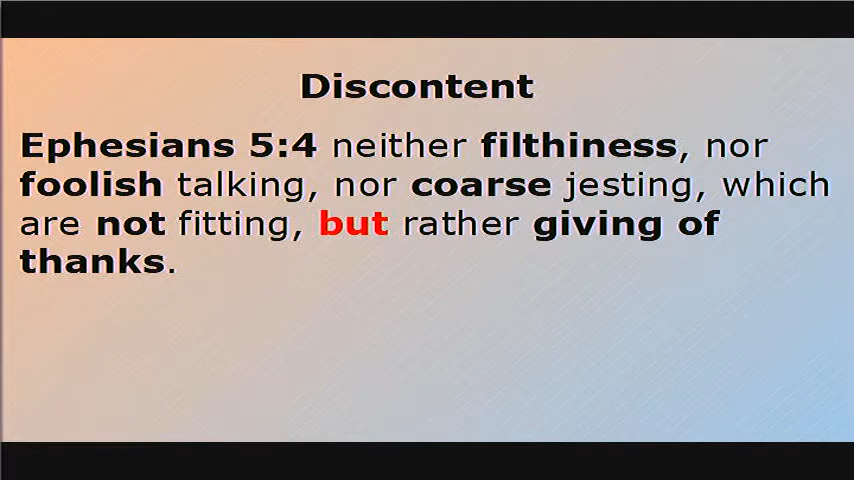 Discontent
Ephesians 5:4 neither filthiness, nor
foolish talking, nor coarse jesting, which
are not fitting, but rather giving of
thanks.